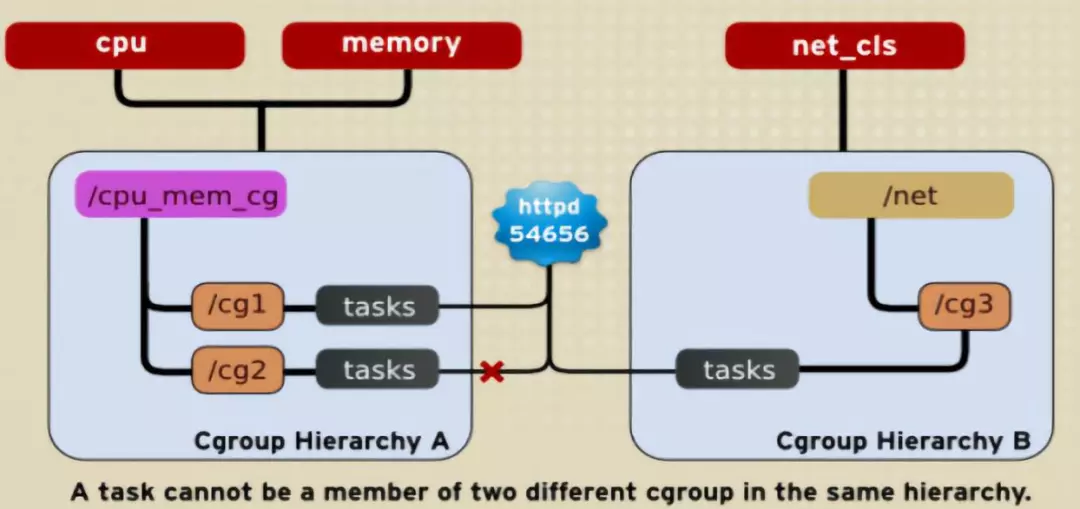 cpu
memory
net_cls
/cpu_mem_cg
/net
httpd
54656
/cg1
tasks
/cg3
/cg2
tasks
tasks
Cgroup Hierarchy A
Cgroup Hierarchy B
A task cannot be a member of two different cgroup in the same hierarchy.